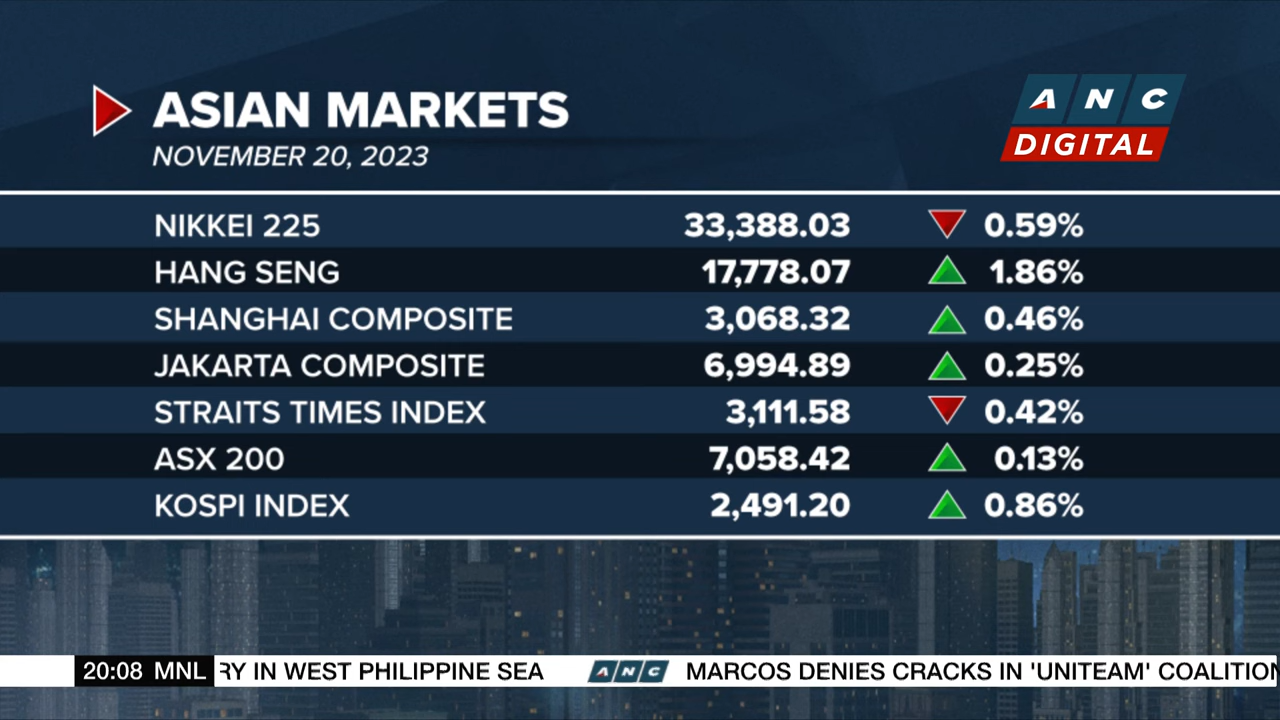 ASIAN MARKETS
NOVEMBER 20, 2023
ANC
DIGITAL
NIKKEI 225 33,388.03 0.59%
HANG SENG 17,778.07 1.86%
SHANGHAI COMPOSITE 3,068.32 0.46%
JAKARTA COMPOSITE 6,994.89 0.25%
STRAITS TIMES INDEX 3,111.58 0.42%
ASX 200 7,058.42 0.13%
KOSPI INDEX 2,491.20 0.86%
20:08 MNL RY IN WEST PHILIPPINE SEA ANC MARCOS DENIES CRACKS IN 'UNITEAM' COALITION